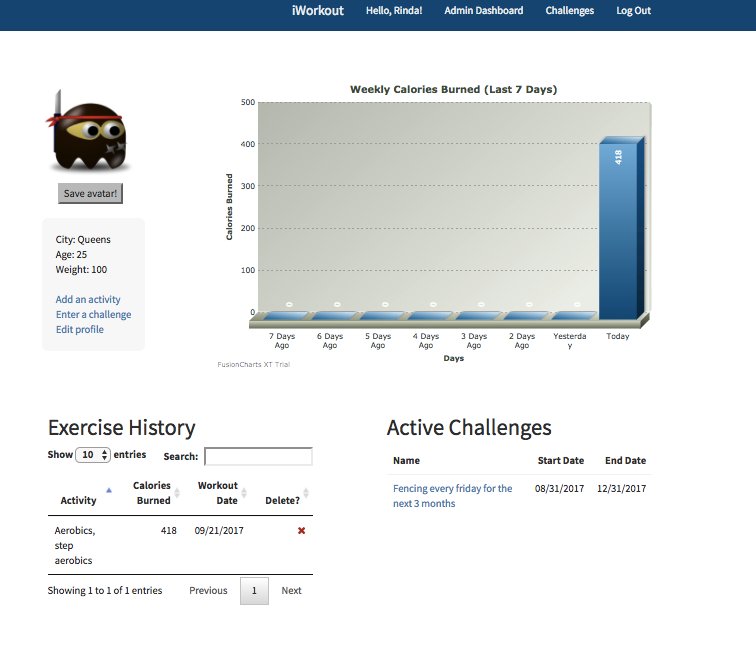 iWorkout Hello, Rinda! Admin Dashboard Challenges Log Out
Save avatar!
City: Queens
Age: 25
Weight: 100
Add an activity
Enter a challenge
Edit profile
Weekly Calories Burned (Last 7 Days)
Calories Burned
500
400
300
200
100
0
0 0 0 0 0 0 0 418
7 Days Ago
6 Days Ago
5 Days Ago
4 Days Ago
3 Days Ago
2 Days Ago
Yesterda
y
Today
Days
FusionCharts XT Trial
Exercise History
Show 10 entries Search:
Activity Calories Burned Workout Date Delete?
Aerobics,
step
aerobics
418 09/21/2017
Showing 1 to 1 of 1 entries Previous 1 Next
Active Challenges
Name Start Date End Date
Fencing every friday for the
next 3 months
08/31/2017 12/31/2017